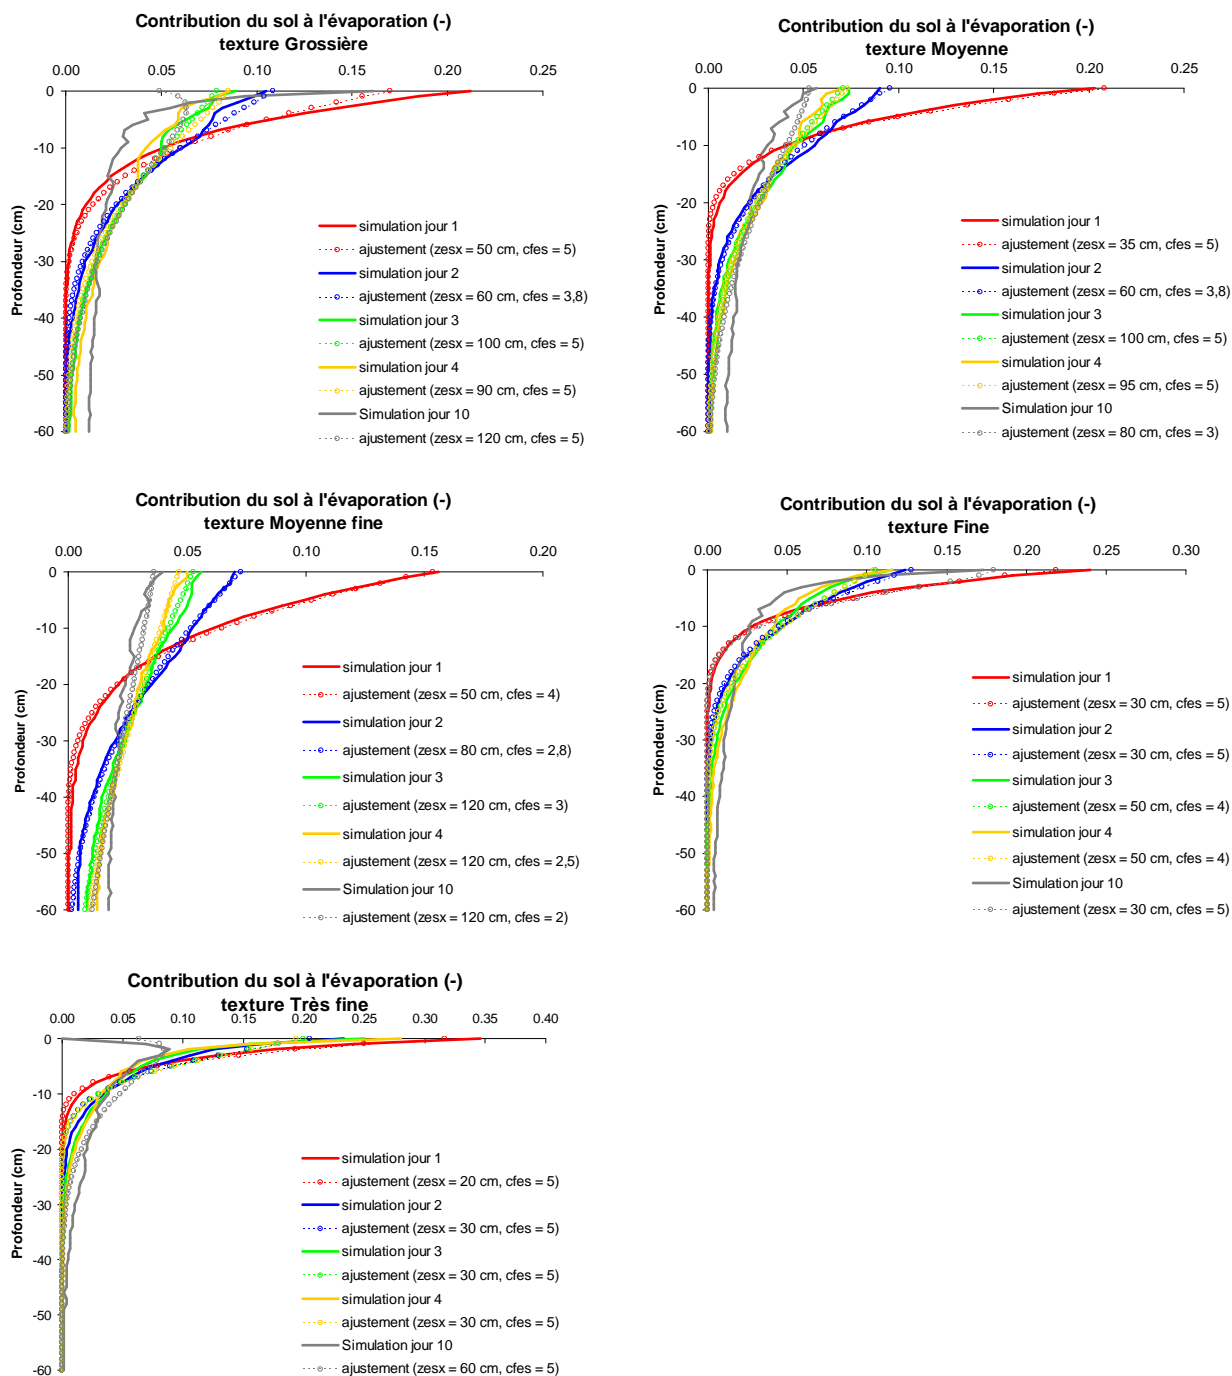 Contribution du sol à l'évaporation (-)
texture Grossière
0.00 0.05 0.10 0.15 0.20 0.25
0
-10
-20
-30
-40
-50
-60
Profondeur (cm)
simulation jour 1
ajustement (zesx = 50 cm, cfes = 5)
simulation jour 2
ajustement (zesx = 60 cm, cfes = 3,8)
simulation jour 3
ajustement (zesx = 100 cm, cfes = 5)
simulation jour 4
ajustement (zesx = 90 cm, cfes = 5)
Simulation jour 10
ajustement (zesx = 120 cm, cfes = 5)
Contribution du sol à l'évaporation (-)
texture Moyenne
0.00 0.05 0.10 0.15 0.20 0.25
0
-10
-20
-30
-40
-50
-60
Profondeur (cm)
simulation jour 1
ajustement (zesx = 35 cm, cfes = 5)
simulation jour 2
ajustement (zesx = 60 cm, cfes = 3,8)
simulation jour 3
ajustement (zesx = 100 cm, cfes = 5)
simulation jour 4
ajustement (zesx = 95 cm, cfes = 5)
Simulation jour 10
ajustement (zesx = 80 cm, cfes = 3)
Contribution du sol à l'évaporation (-)
texture Moyenne fine
0.00 0.05 0.10 0.15 0.20
0
-10
-20
-30
-40
-50
-60
Profondeur (cm)
simulation jour 1
ajustement (zesx = 50 cm, cfes = 4)
simulation jour 2
ajustement (zesx = 80 cm, cfes = 2,8)
simulation jour 3
ajustement (zesx = 120 cm, cfes = 3)
simulation jour 4
ajustement (zesx = 120 cm, cfes = 2,5)
Simulation jour 10
ajustement (zesx = 120 cm, cfes = 2)
Contribution du sol à l'évaporation (-)
texture Fine
0.00 0.05 0.10 0.15 0.20 0.25 0.30
0
-10
-20
-30
-40
-50
-60
Profondeur (cm)
simulation jour 1
ajustement (zesx = 30 cm, cfes = 5)
simulation jour 2
ajustement (zesx = 30 cm, cfes = 5)
simulation jour 3
ajustement (zesx = 50 cm, cfes = 4)
simulation jour 4
ajustement (zesx = 50 cm, cfes = 4)
Simulation jour 10
ajustement (zesx = 30 cm, cfes = 5)
Contribution du sol à l'évaporation (-)
texture Très fine
0.00 0.05 0.10 0.15 0.20 0.25 0.30 0.35 0.40
0
-10
-20
-30
-40
-50
-60
Profondeur (cm)
simulation jour 1
ajustement (zesx = 20 cm, cfes = 5)
simulation jour 2
ajustement (zesx = 30 cm, cfes = 5)
simulation jour 3
ajustement (zesx = 30 cm, cfes = 5)
simulation jour 4
ajustement (zesx = 30 cm, cfes = 5)
Simulation jour 10
ajustement (zesx = 60 cm, cfes = 5)